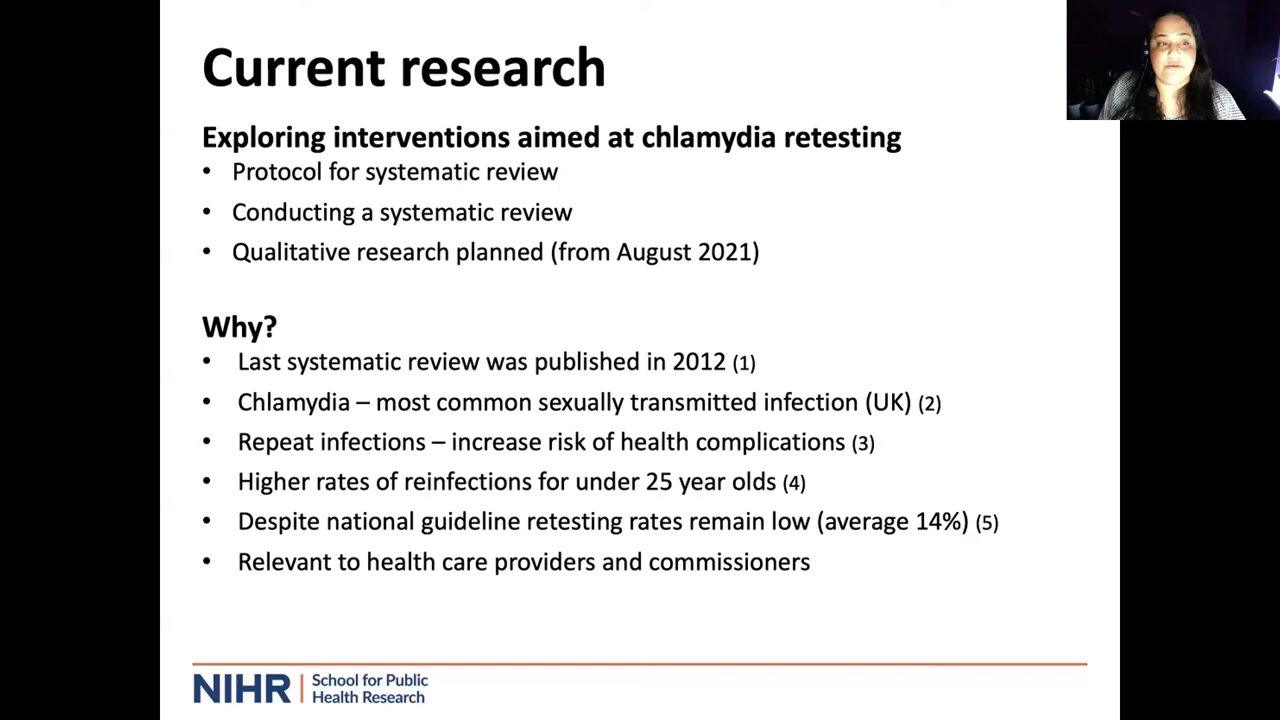 Current research
Exploring interventions aimed at chlamydia retesting
• Protocol for systematic review
• Conducting a systematic review
• Qualitative research planned (from August 2021)
Why?
• Last systematic review was published in 2012 (1)
• Chlamydia – most common sexually transmitted infection (UK) (2)
• Repeat infections – increase risk of health complications (3)
• Higher rates of reinfections for under 25 year olds (4)
• Despite national guideline retesting rates remain low (average 14%) (5)
• Relevant to health care providers and commissioners
NIHR
School for Public
Health Research